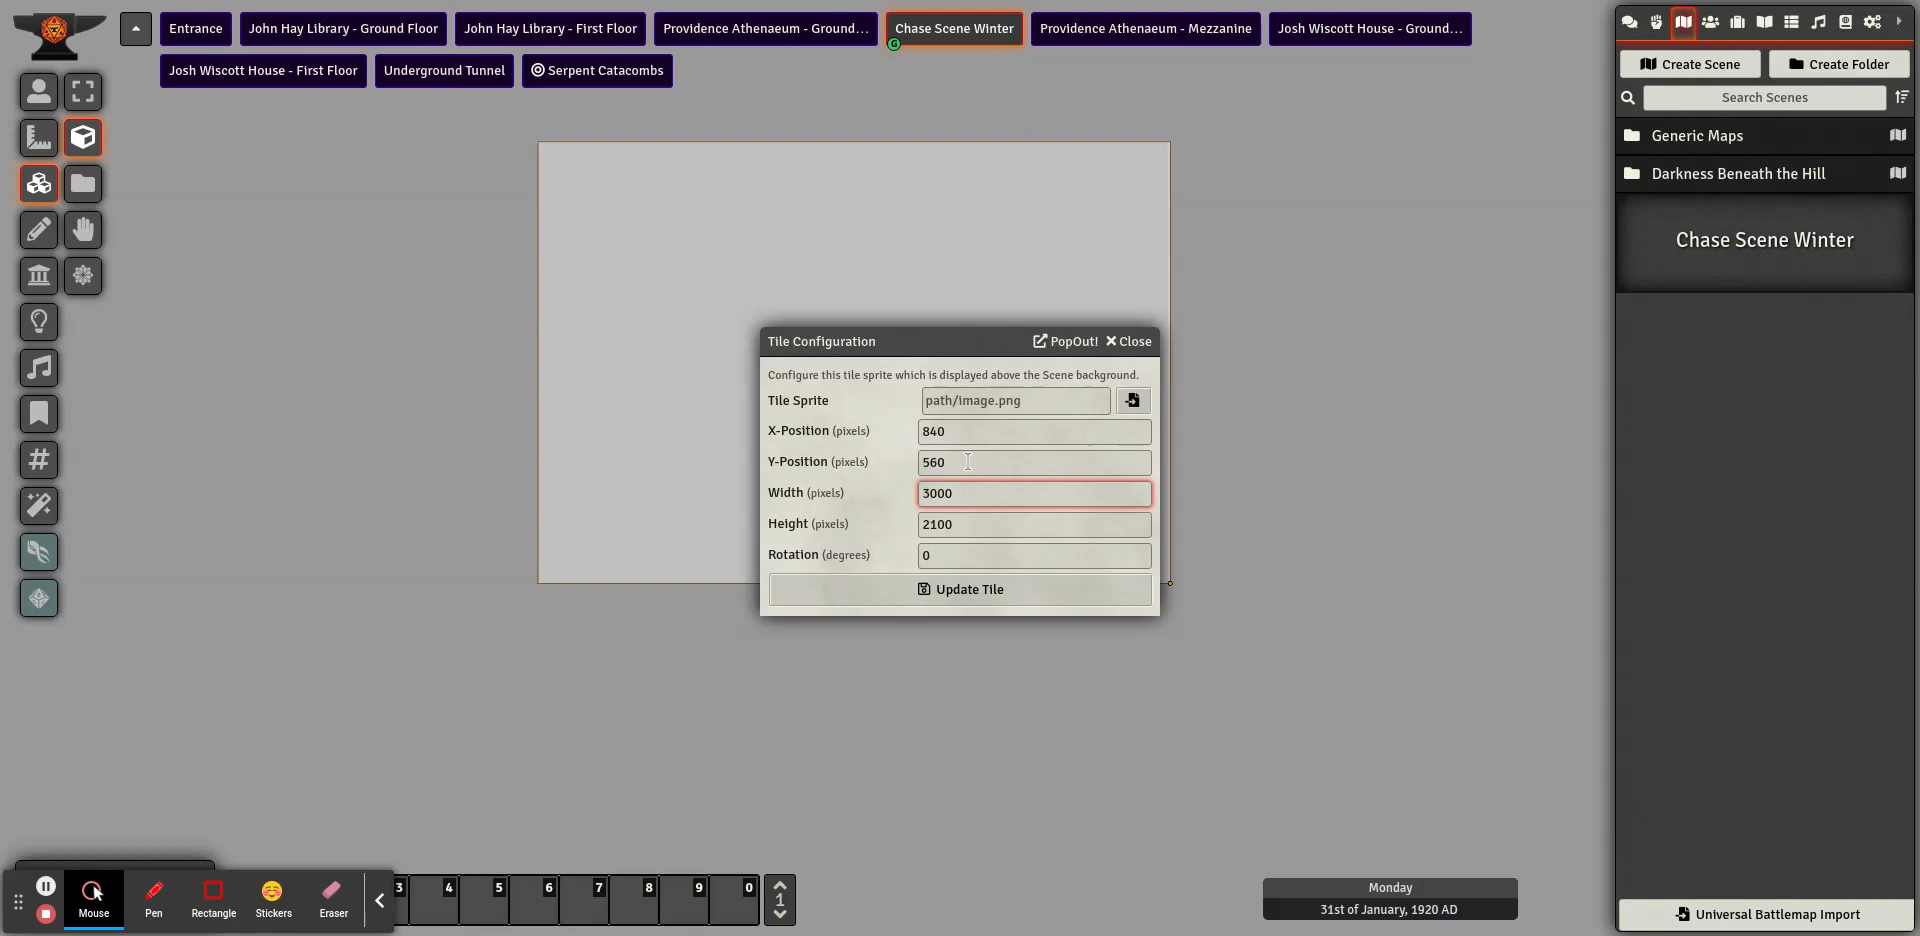 Entrance
John Hay Library - Ground Floor
John Hay Library - First Floor
Providence Athenaeum - Ground...
Chase Scene Winter
G
Providence Athenaeum - Mezzanine
Josh Wiscott House - Ground...
Josh Wiscott House - First Floor
Underground Tunnel
Serpent Catacombs
Create Scene
Create Folder
Search Scenes
Generic Maps
Darkness Beneath the Hill
Chase Scene Winter
Tile Configuration
PopOut!
Close
Configure this tile sprite which is displayed above the Scene background.
Tile Sprite
path/image.png
X-Position (pixels)
840
Y-Position (pixels)
560
Width (pixels)
3000
Height (pixels)
2100
Rotation (degrees)
0
Update Tile
Mouse
Pen
Rectangle
Stickers
Eraser
3 4 5 6 7 8 9 0
1
Monday
31st of January, 1920 AD
Universal Battlemap Import